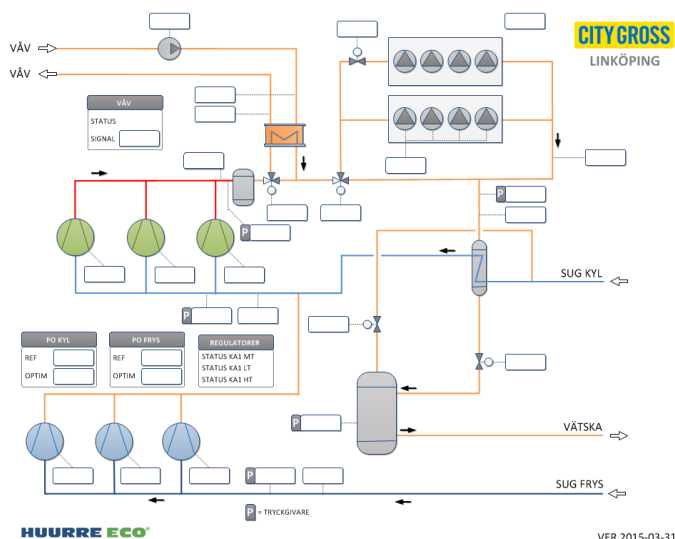 CITY GROSS
LINKÖPING
VÅV
VÅV
VÅV
STATUS
SIGNAL
P
P
SUG KYL
P
PO KYL
REF
OPTIM
PO FRYS
REF
OPTIM
REGULATORER
STATUS KA1 MT
STATUS KA1 LT
STATUS KA1 HT
P
VÄTSKA
P
SUG FRYS
P = TRYCKGIVARE
HUURRE ECO°
VER 2015-03-31